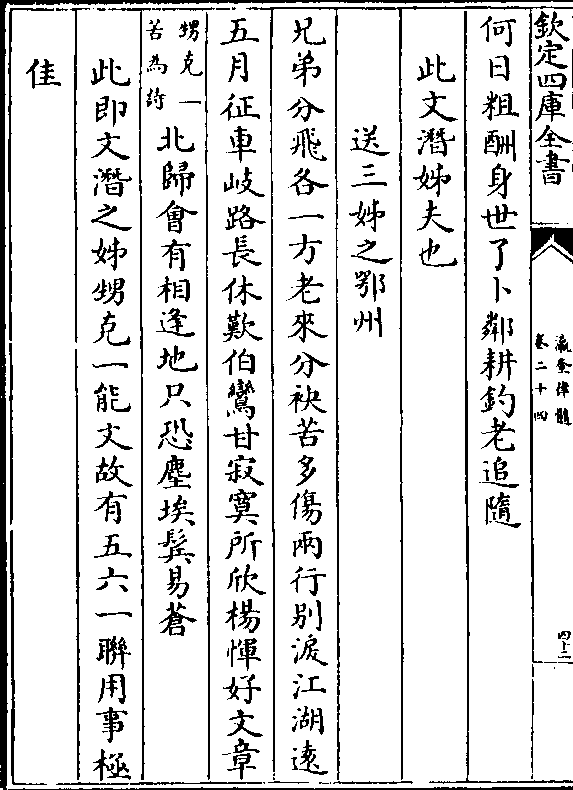 欽定四庫全書
瀛奎律髓
卷二十四
四十二
何日粗酬身世了卜鄰耕釣老追隨
此文潛姊夫也
送三姊之鄂州
兄弟分飛各一方老來分袂苦多傷兩行別淚江湖遠
五月征車岐路長休歎伯鸞甘寂寞所欣楊惲好文章
甥克一
苦為詩
北歸會有相逢地只恐塵埃鬂易蒼
此即文潛之姊甥克一能文故有五六一聨用事極
佳